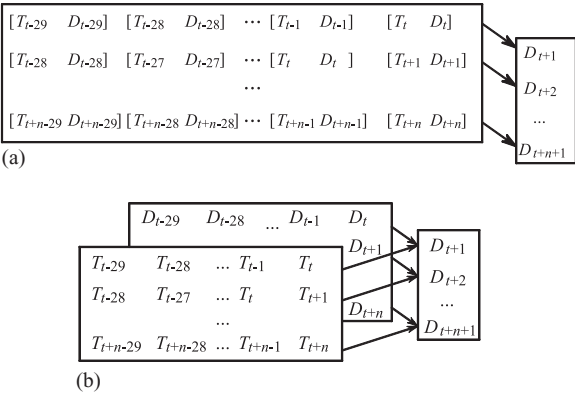 [T_{t-29} D_{t-29}] [T_{t-28} D_{t-28}] ... [T_{t-1} D_{t-1}] [T_t D_t]
[T_{t-28} D_{t-28}] [T_{t-27} D_{t-27}] ... [T_t D_t] [T_{t+1} D_{t+1}]
...
[T_{t+n-29} D_{t+n-29}] [T_{t+n-28} D_{t+n-28}] ... [T_{t+n-1} D_{t+n-1}] [T_{t+n} D_{t+n}]
D_{t+1}
D_{t+2}
...
D_{t+n+1}
(a)
D_{t-29} D_{t-28} ... D_{t-1} D_t
D_{t+1}
D_{t+n}
T_{t-29} T_{t-28} ... T_{t-1} T_t
T_{t-28} T_{t-27} ... T_t T_{t+1}
...
T_{t+n-29} T_{t+n-28} ... T_{t+n-1} T_{t+n}
D_{t+1}
D_{t+2}
...
D_{t+n+1}
(b)